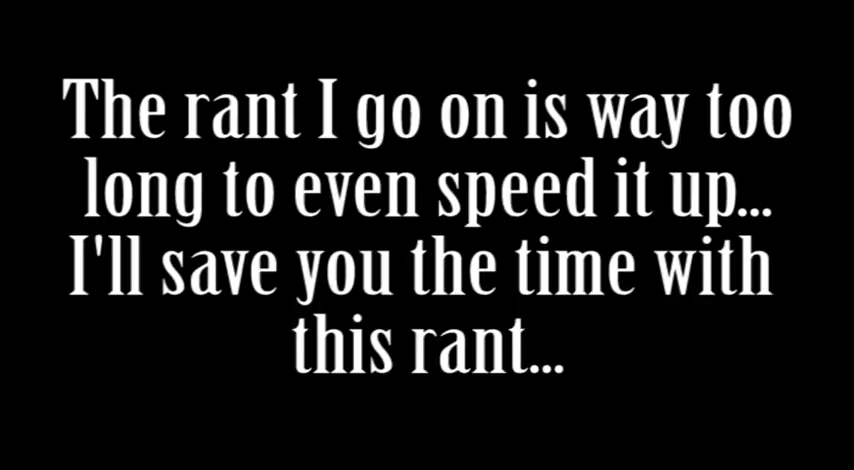 The rant I go on is way too
long to even speed it up...
I'll save you the time with
this rant...